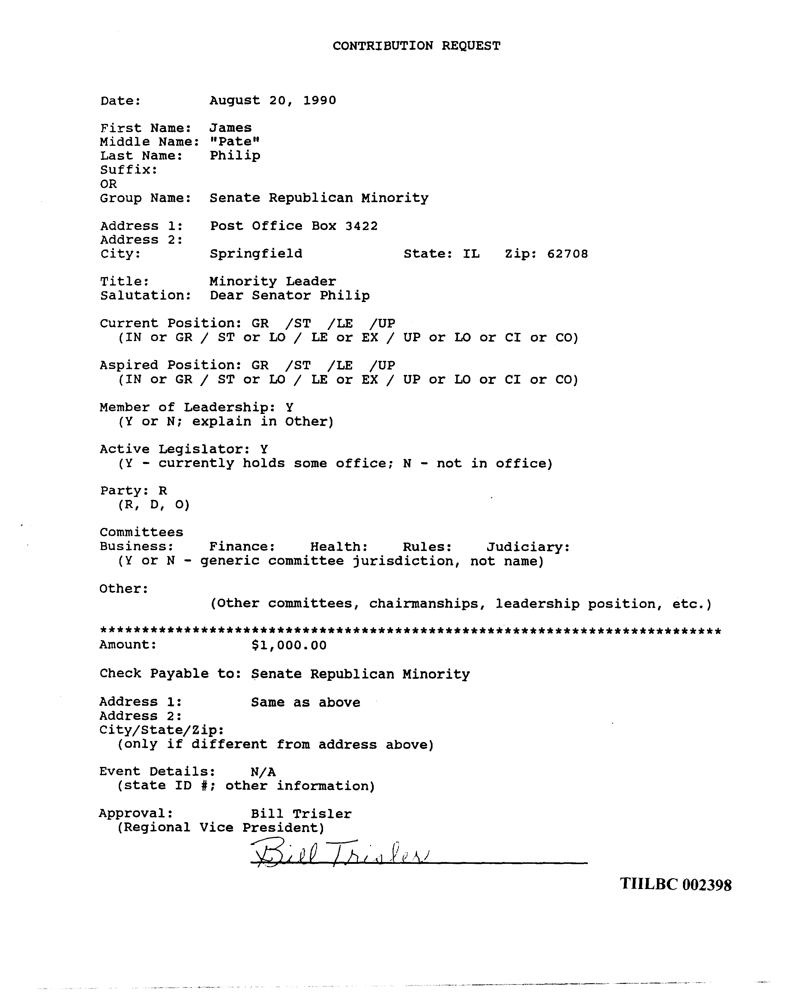 CONTRIBUTION REQUEST
Date: August 20, 1990
First Name: James
Middle Name: "Pate"
Last Name: Philip
Suffix:
OR
Group Name: Senate Republican Minority
Address 1: Post Office Box 3422
Address 2:
City: Springfield State: IL Zip: 62708
Title: Minority Leader
Salutation: Dear Senator Philip
Current Position: GR /ST /LE /UP
(IN or GR / ST or LO / LE or EX / UP or LO or CI or CO)
Aspired Position: GR /ST /LE /UP
(IN or GR / ST or LO / LE or EX / UP or LO or CI or CO)
Member of Leadership: Y
(Y or N; explain in Other)
Active Legislator: Y
(Y - currently holds some office; N - not in office)
Party: R
(R, D, O)
Committees
Business: Finance: Health: Rules: Judiciary:
(Y or N - generic committee jurisdiction, not name)
Other:
(Other committees, chairmanships, leadership position, etc.)
***************************************************************************
Amount: $1,000.00
Check Payable to: Senate Republican Minority
Address 1: Same as above
Address 2:
City/State/Zip:
(only if different from address above)
Event Details: N/A
(state ID #; other information)
Approval: Bill Trisler
(Regional Vice President)
Bill Trisler
TIILBC 002398